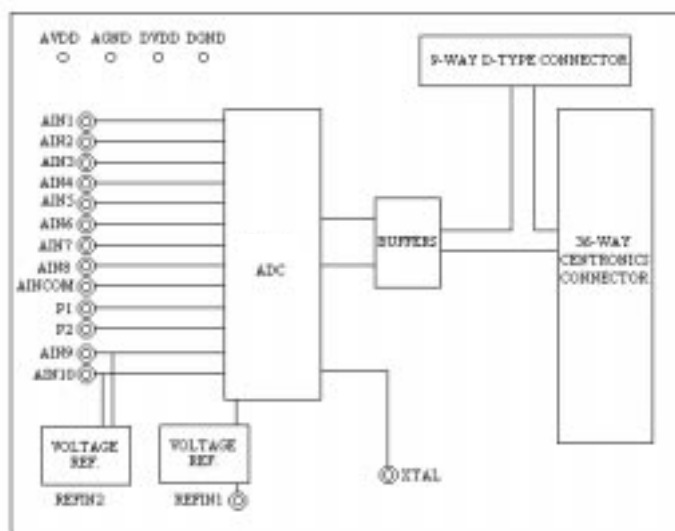 AVDD AGND DVDD DGND
9-WAY D-TYPE CONNECTOR
AIN1
AIN2
AIN3
AIN4
AIN5
AIN6
AIN7
AIN8
AINCOM
P1
P2
AIN9
AIN10
ADC
BUFFERS
36-WAY
CENTRONICS
CONNECTOR
VOLTAGE
REF.
REFIN2
VOLTAGE
REF.
REFIN1
XTAL